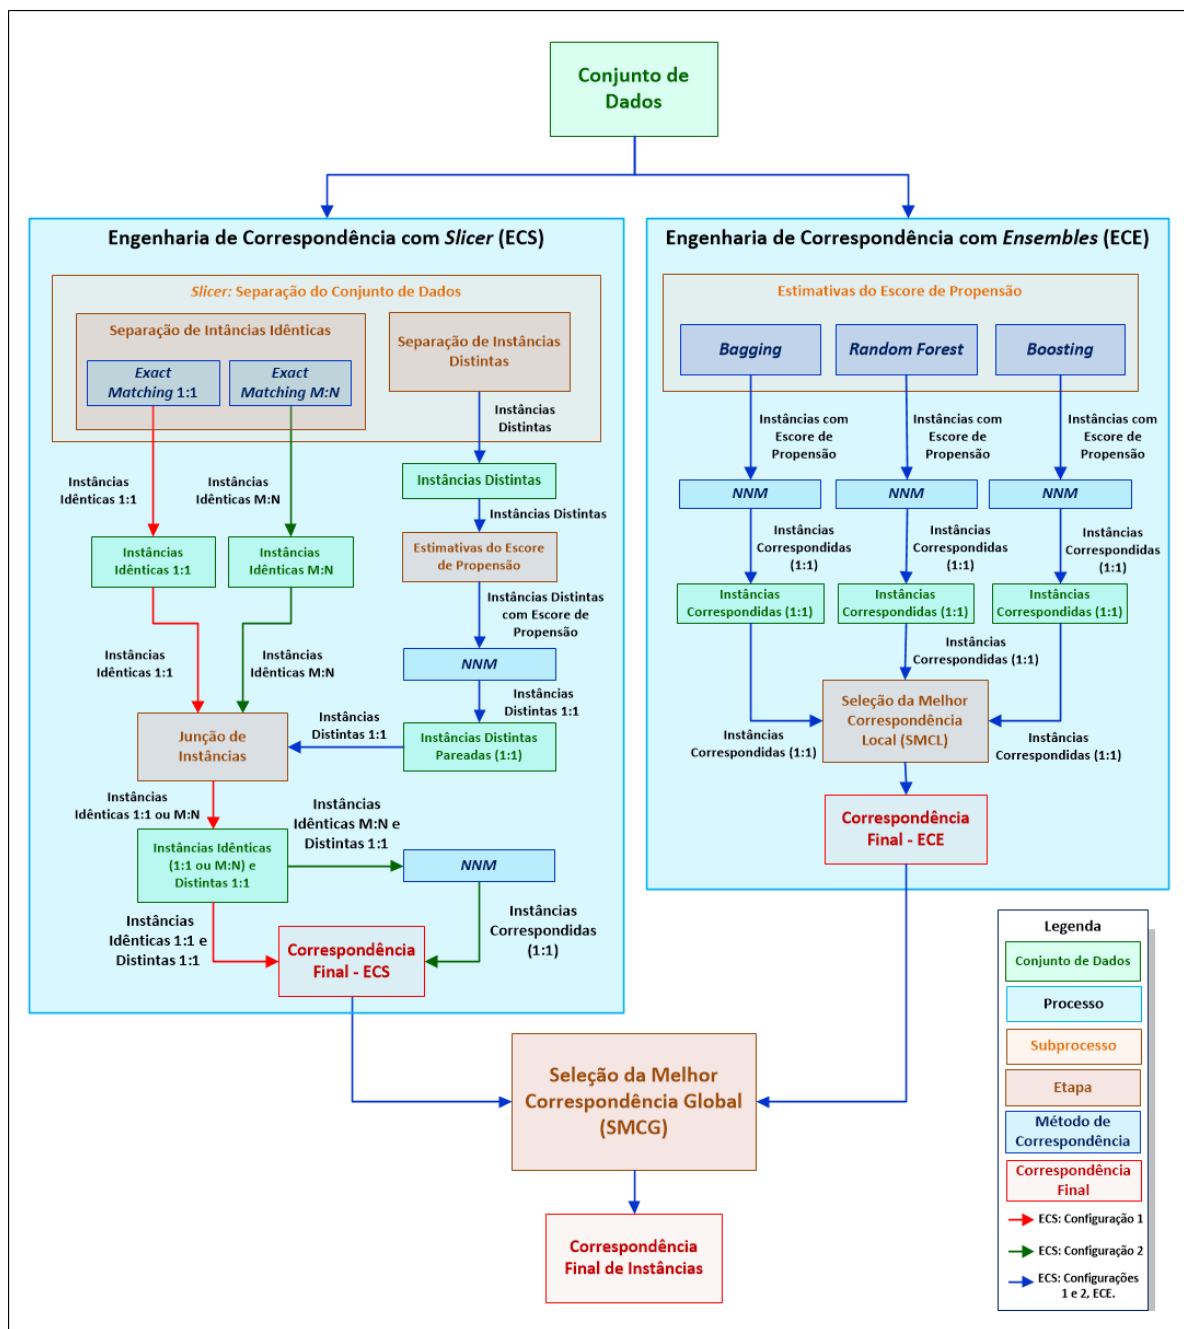 Conjunto de
Dados
Engenharia de Correspondência com Slicer (ECS)
Slicer: Separação do Conjunto de Dados
Separação de Intâncias Idênticas
Exact
Matching 1:1
Exact
Matching M:N
Separação de Instâncias
Distintas
Instâncias
Distintas
Instâncias
Idênticas 1:1
Instâncias
Idênticas M:N
Instâncias Distintas
Instâncias Distintas
Instâncias
Idênticas 1:1
Instâncias
Idênticas M:N
Estimativas do Escore
de Propensão
Instâncias Distintas
com Escore de
Propensão
Instâncias
Idênticas 1:1
Instâncias
Idênticas M:N
NNM
Instâncias
Distintas 1:1
Junção de
Instâncias
Instâncias
Distintas 1:1
Instâncias Distintas
Pareadas (1:1)
Instâncias
Idênticas 1:1 ou M:N
Instâncias
Idênticas M:N e
Distintas 1:1
Instâncias Idênticas
(1:1 ou M:N) e
Distintas 1:1
NNM
Instâncias
Idênticas 1:1 e
Distintas 1:1
Instâncias
Correspondidas
(1:1)
Correspondência
Final - ECS
Engenharia de Correspondência com Ensembles (ECE)
Estimativas do Escore de Propensão
Bagging
Random Forest
Boosting
Instâncias com
Escore de
Propensão
Instâncias com
Escore de
Propensão
Instâncias com
Escore de
Propensão
NNM
NNM
NNM
Instâncias
Correspondidas
(1:1)
Instâncias
Correspondidas
(1:1)
Instâncias
Correspondidas
(1:1)
Instâncias
Correspondidas (1:1)
Instâncias
Correspondidas (1:1)
Instâncias
Correspondidas (1:1)
Instâncias
Correspondidas (1:1)
Seleção da Melhor
Correspondência
Local (SMCL)
Instâncias
Correspondidas (1:1)
Instâncias
Correspondidas (1:1)
Correspondência
Final - ECE
Seleção da Melhor
Correspondência Global
(SMCG)
Correspondência
Final de Instâncias
Legenda
Conjunto de Dados
Processo
Subprocesso
Etapa
Método de
Correspondência
Correspondência
Final
ECS: Configuração 1
ECS: Configuração 2
ECS: Configurações
1 e 2, ECE.